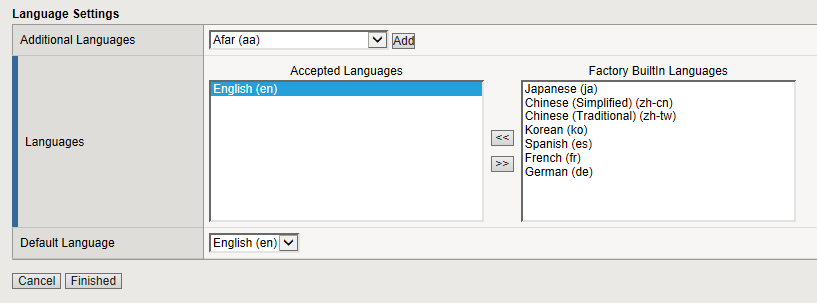 Language Settings
Additional Languages
Afar (aa)
Add
Languages
Accepted Languages
English (en)
<<
>>
Factory BuiltIn Languages
Japanese (ja)
Chinese (Simplified) (zh-cn)
Chinese (Traditional) (zh-tw)
Korean (ko)
Spanish (es)
French (fr)
German (de)
Default Language
English (en)
Cancel
Finished